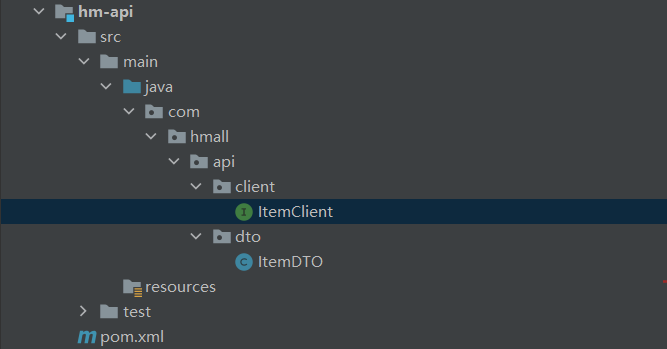 hm-api
src
main
java
com
hmall
api
client
I ItemClient
dto
C ItemDTO
resources
test
m pom.xml